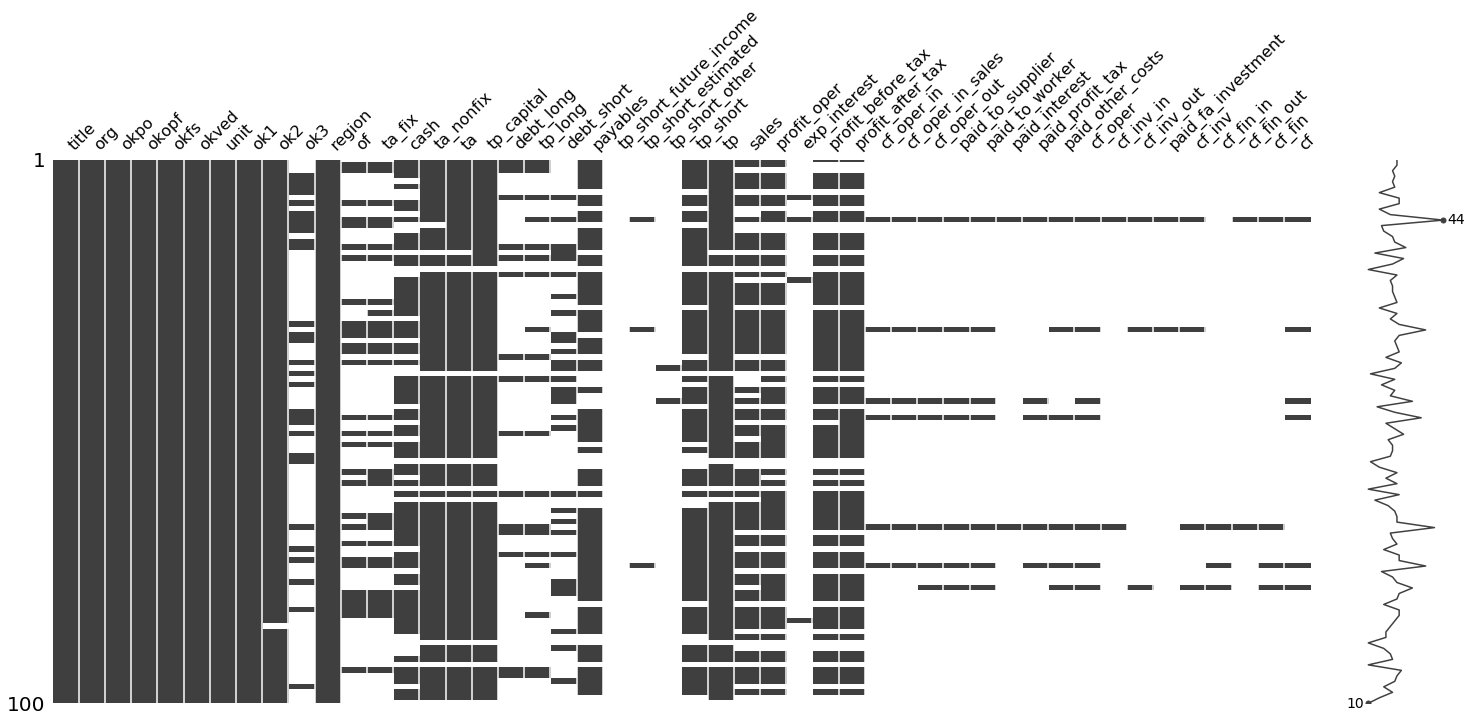 title
org
okpo
okopf
okfs
okved
unit
ok1
ok2
ok3
region
of
ta_fix
cash
ta_nonfix
ta
tp_capital
debt_long
tp_long
debt_short
payables
tp_short_future_income
tp_short_estimated
tp_short_other
tp_short
tp
sales
profit_oper
exp_interest
profit_before_tax
profit_after_tax
cf_oper_in
cf_oper_in_sales
cf_oper_out
paid_to_supplier
paid_to_worker
paid_interest
paid_profit_tax
paid_other_costs
cf_oper
cf_inv_in
cf_inv_out
paid_fa_investment
cf_inv
cf_fin_in
cf_fin_out
cf_fin
cf
1
44
100
10